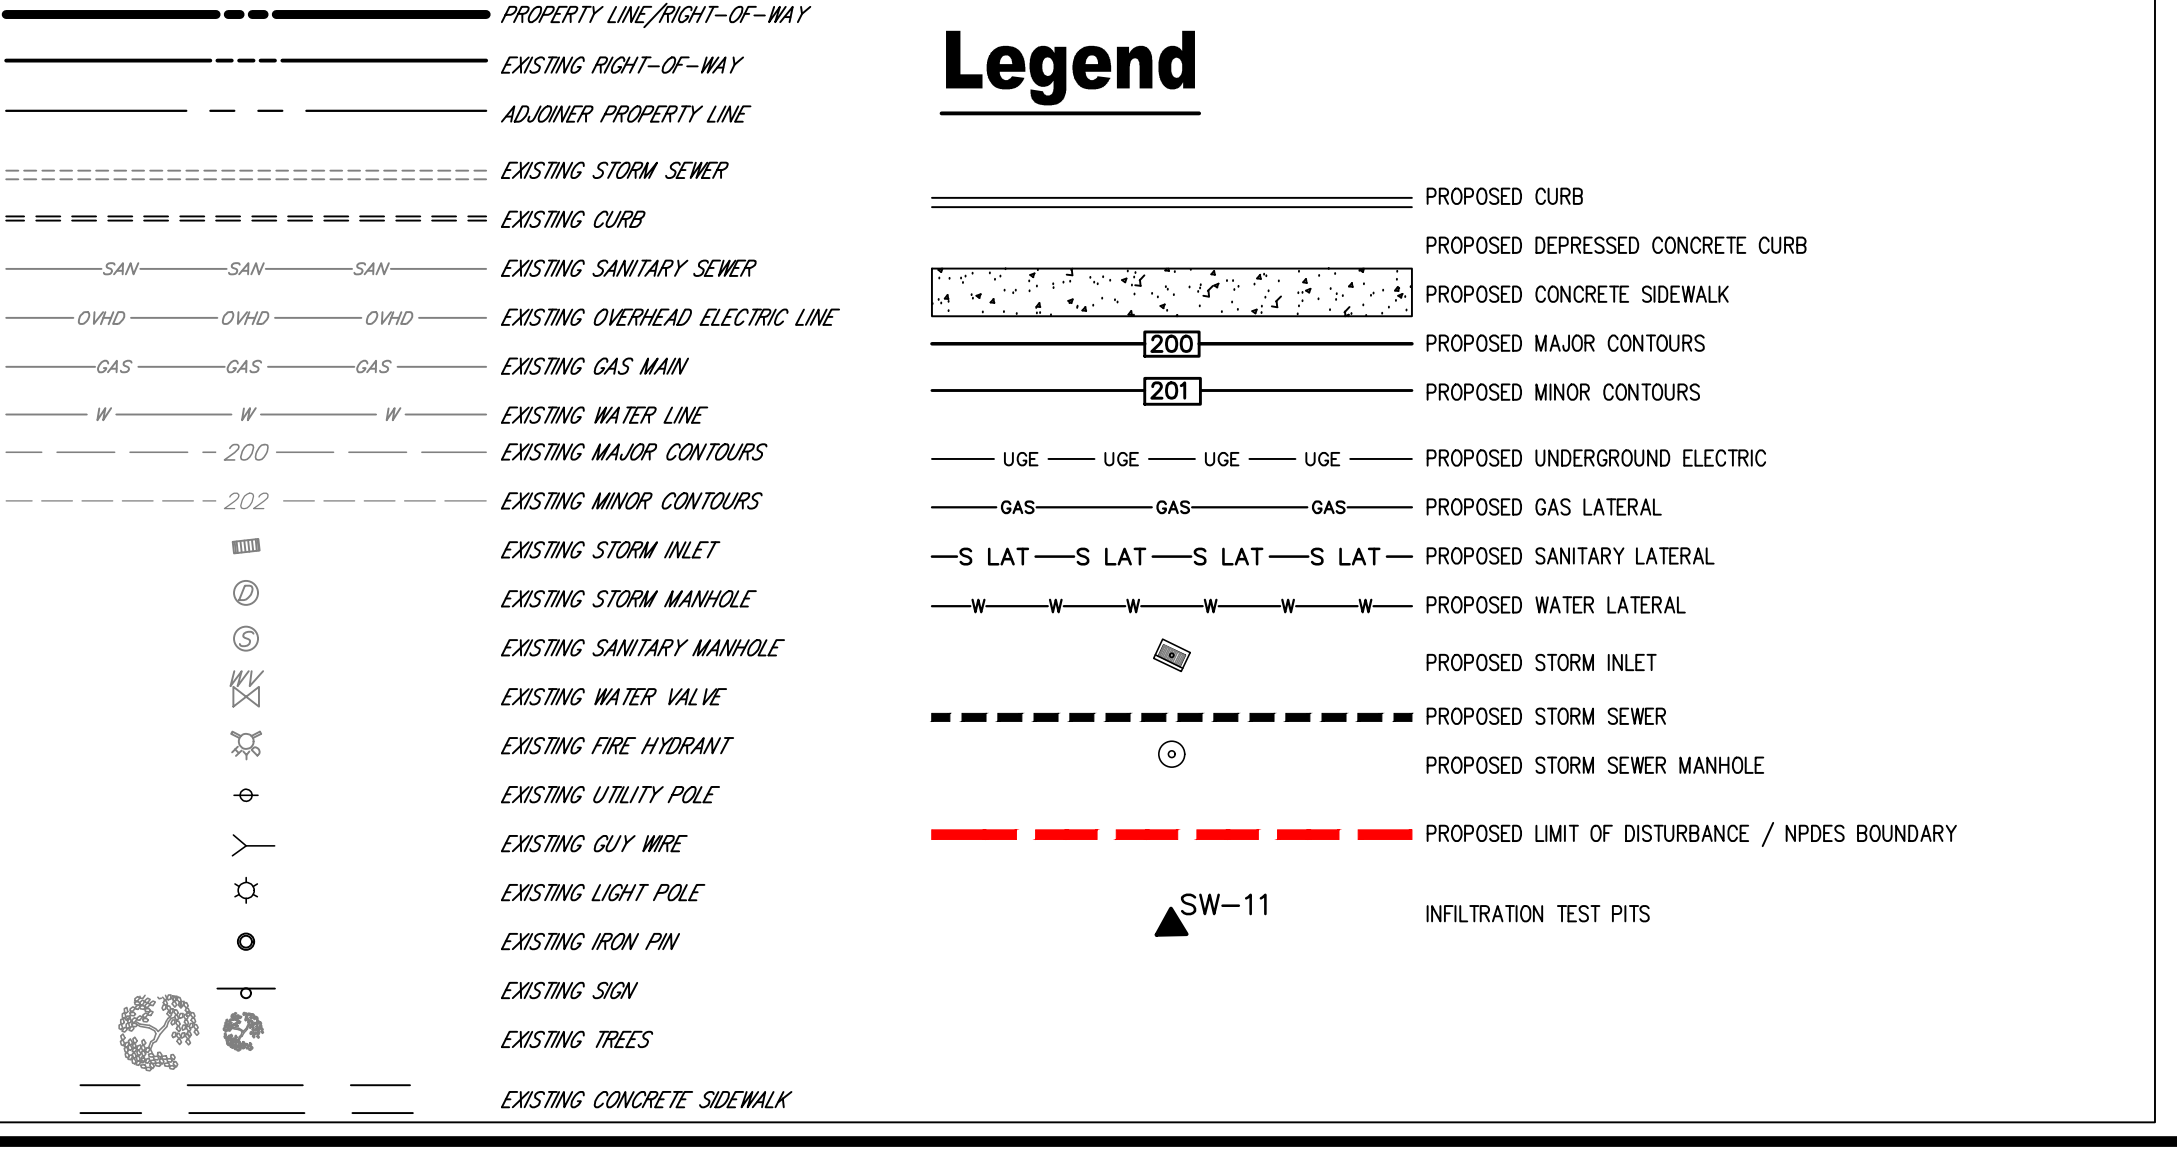 PROPERTY LINE/RIGHT-OF-WAY
EXISTING RIGHT-OF-WAY
ADJOINER PROPERTY LINE
EXISTING STORM SEWER
EXISTING CURB
SAN SAN SAN EXISTING SANITARY SEWER
OVHD OVHD OVHD EXISTING OVERHEAD ELECTRIC LINE
GAS GAS GAS EXISTING GAS MAIN
W W W EXISTING WATER LINE
200 EXISTING MAJOR CONTOURS
202 EXISTING MINOR CONTOURS
EXISTING STORM INLET
D EXISTING STORM MANHOLE
S EXISTING SANITARY MANHOLE
WV EXISTING WATER VALVE
EXISTING FIRE HYDRANT
EXISTING UTILITY POLE
EXISTING GUY WIRE
EXISTING LIGHT POLE
EXISTING IRON PIN
EXISTING SIGN
EXISTING TREES
EXISTING CONCRETE SIDEWALK
Legend
PROPOSED CURB
PROPOSED DEPRESSED CONCRETE CURB
PROPOSED CONCRETE SIDEWALK
200 PROPOSED MAJOR CONTOURS
201 PROPOSED MINOR CONTOURS
UGE UGE UGE UGE PROPOSED UNDERGROUND ELECTRIC
GAS GAS GAS PROPOSED GAS LATERAL
S LAT S LAT S LAT S LAT PROPOSED SANITARY LATERAL
W W W W W W PROPOSED WATER LATERAL
PROPOSED STORM INLET
PROPOSED STORM SEWER
PROPOSED STORM SEWER MANHOLE
PROPOSED LIMIT OF DISTURBANCE / NPDES BOUNDARY
SW-11 INFILTRATION TEST PITS